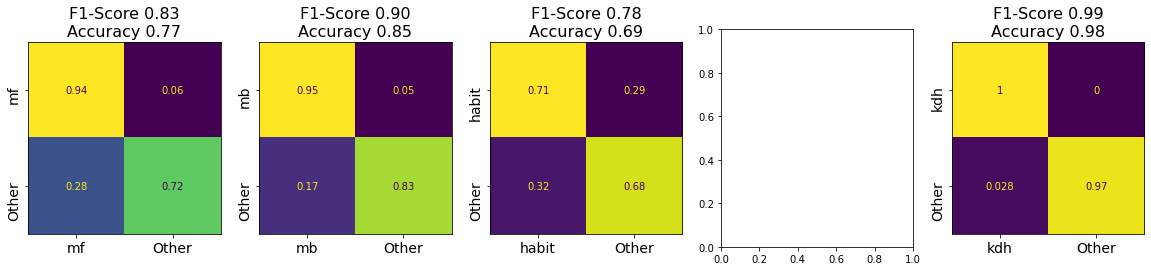 F1-Score 0.83
Accuracy 0.77
mf
0.94 0.06
Other
0.28 0.72
mf Other
F1-Score 0.90
Accuracy 0.85
mb
0.95 0.05
Other
0.17 0.83
mb Other
F1-Score 0.78
Accuracy 0.69
habit
0.71 0.29
Other
0.32 0.68
habit Other
1.0
0.8
0.6
0.4
0.2
0.0
0.0 0.2 0.4 0.6 0.8 1.0
F1-Score 0.99
Accuracy 0.98
kdh
1 0
Other
0.028 0.97
kdh Other